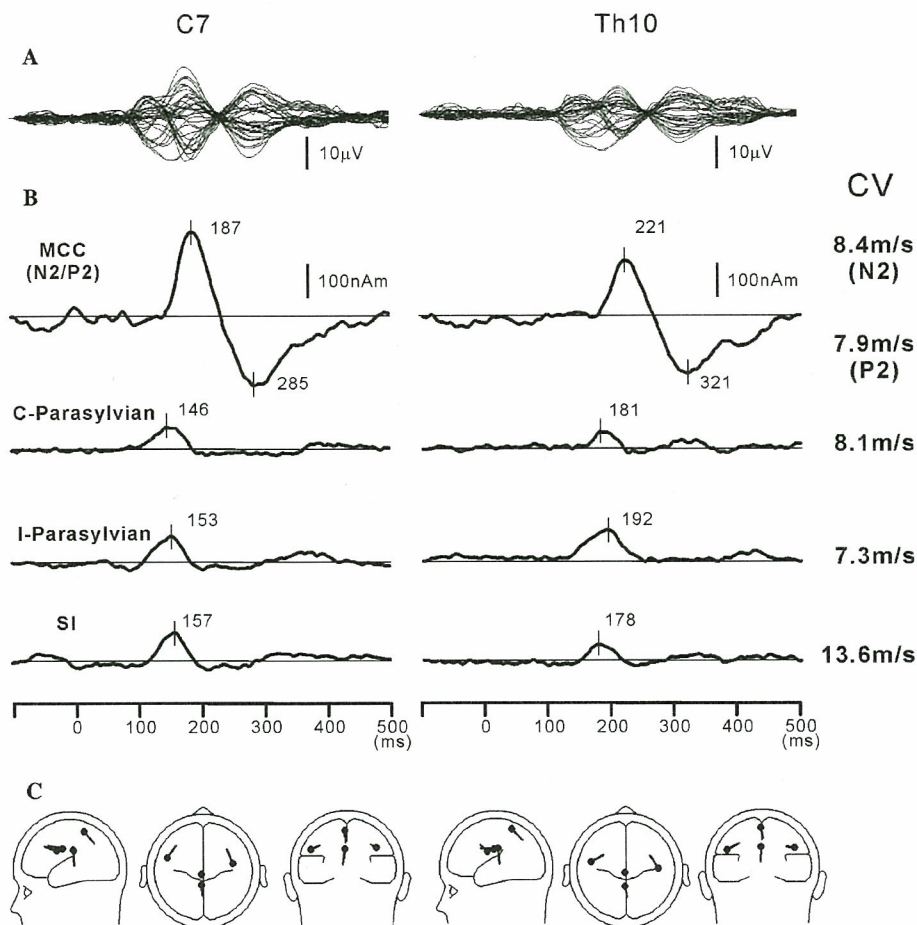 C7 Th10
A
10μV 10μV
CV
B
187 221
MCC
(N2/P2)
100nAm 100nAm
8.4m/s
(N2)
7.9m/s
(P2)
285 321
C-Parasylvian 146 181 8.1m/s
I-Parasylvian 153 192 7.3m/s
SI 157 178 13.6m/s
0 100 200 300 400 500 0 100 200 300 400 500
(ms) (ms)
C